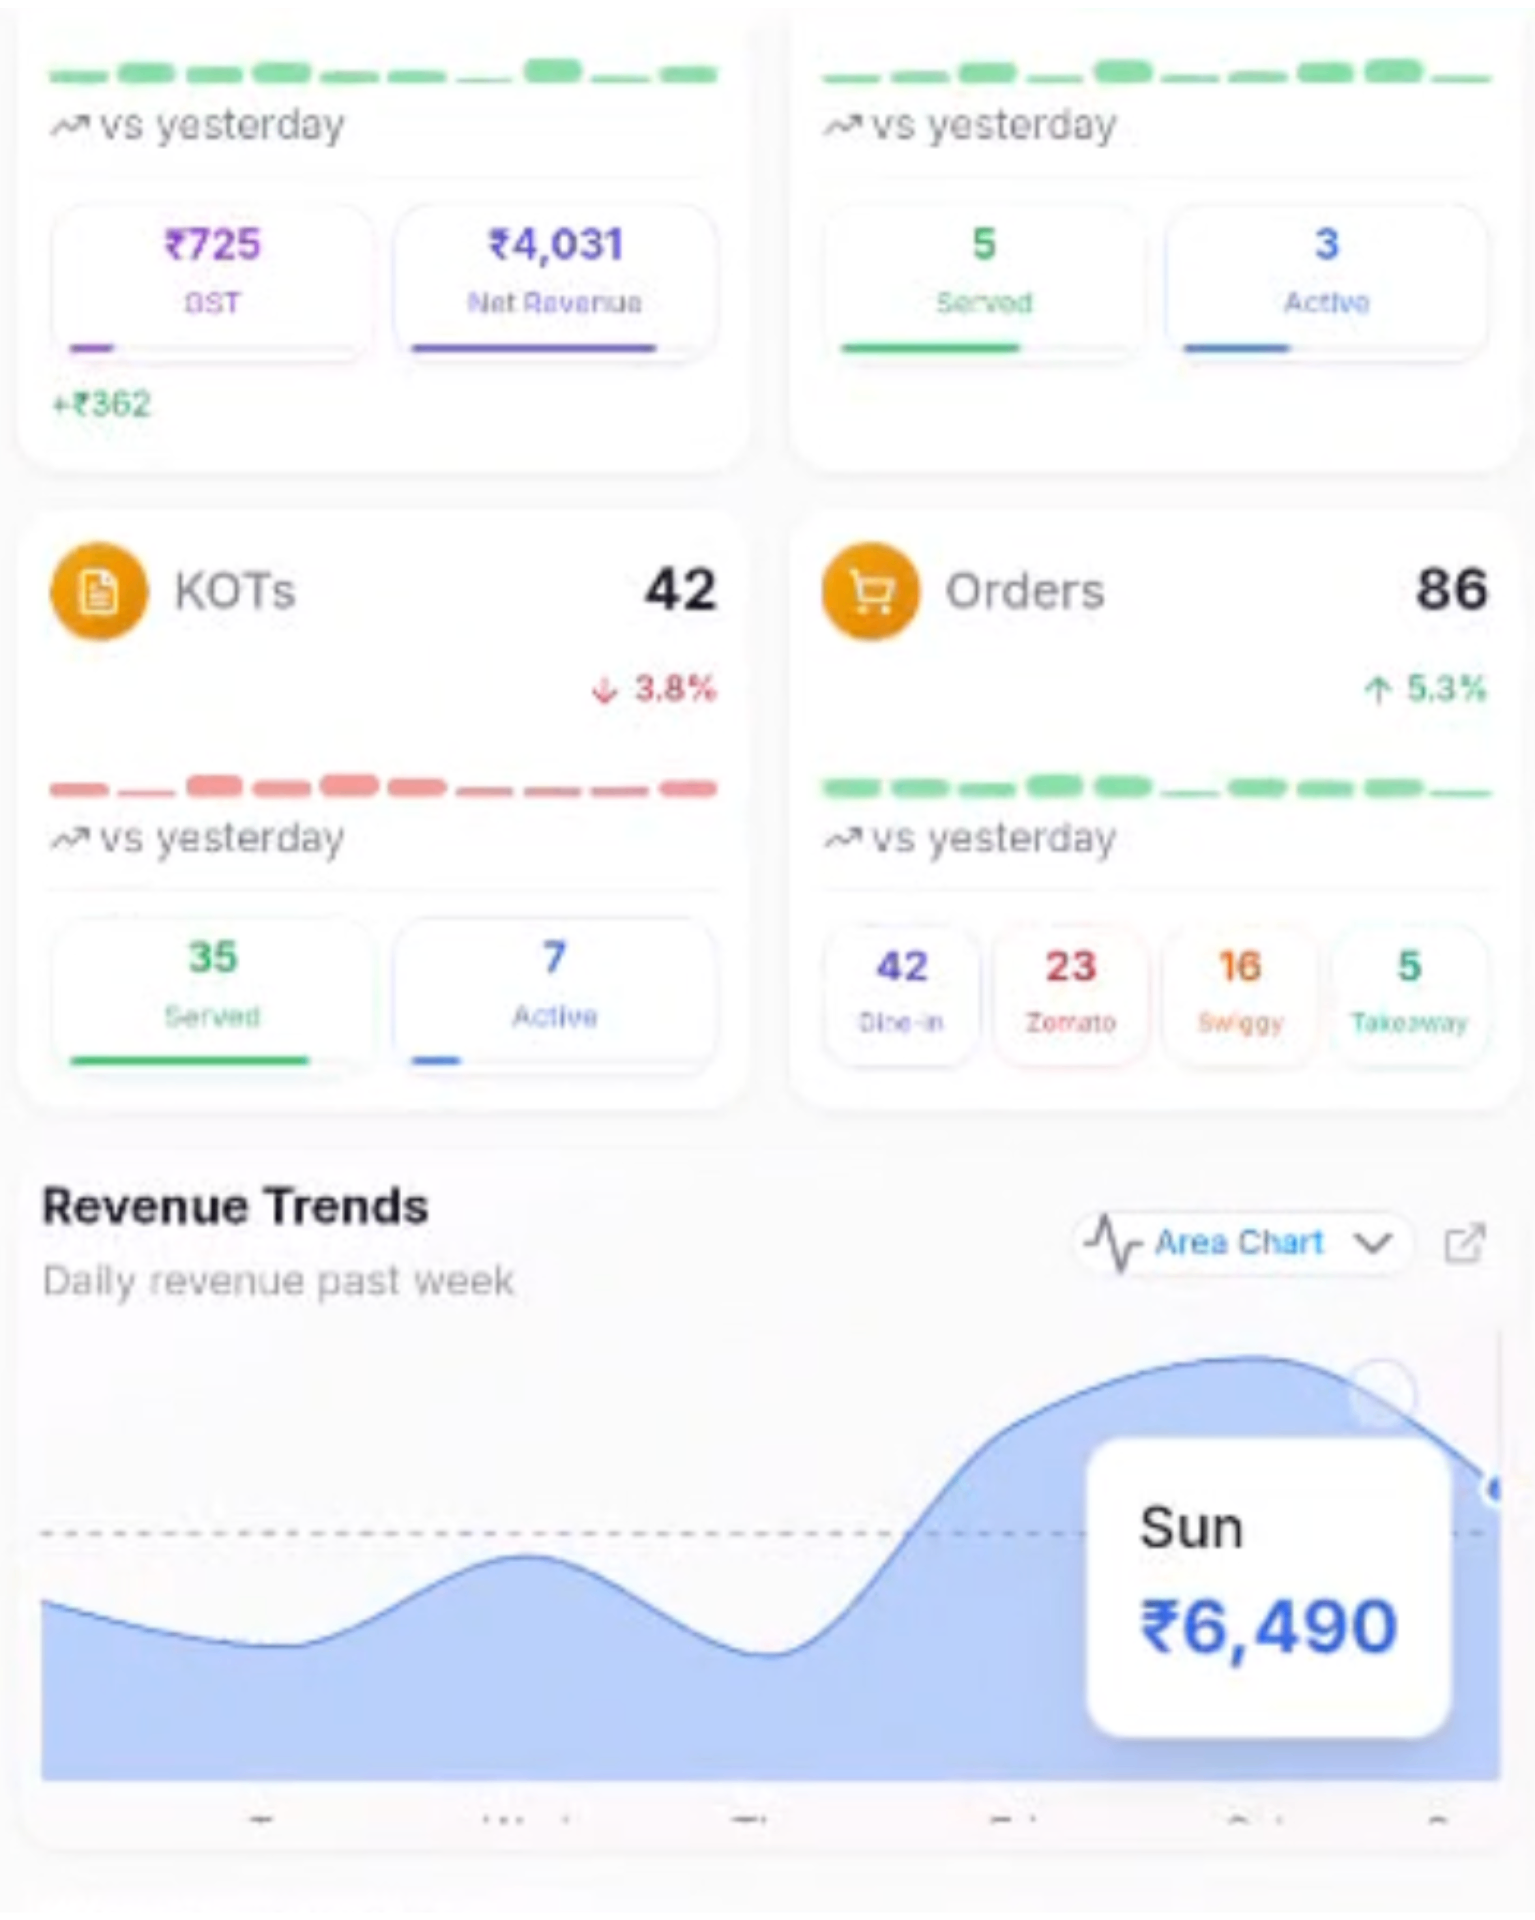 vs yesterday
₹725
GST
₹4,031
Net Revenue
+₹362
vs yesterday
5
Served
3
Active
KOTs
42
↓ 3.8%
vs yesterday
35
Served
7
Active
Orders
86
↑ 5.3%
vs yesterday
42
Dine-in
23
Zomato
16
Swiggy
5
Takeaway
Revenue Trends
Daily revenue past week
Area Chart
Sun
₹6,490